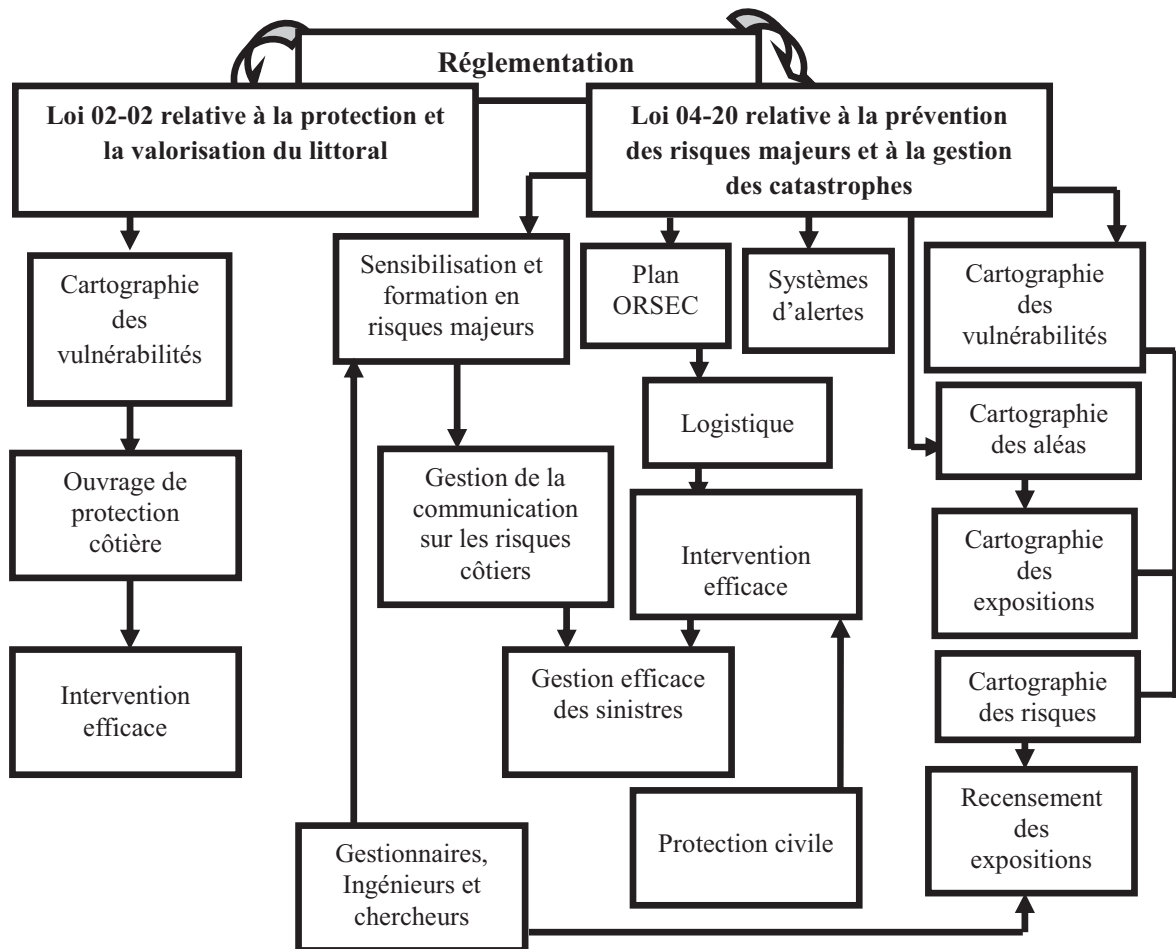 Réglementation
Loi 02-02 relative à la protection et
la valorisation du littoral
Loi 04-20 relative à la prévention
des risques majeurs et à la gestion
des catastrophes
Cartographie
des
vulnérabilités
Ouvrage de
protection
côtière
Intervention
efficace
Sensibilisation et
formation en
risques majeurs
Gestion de la
communication
sur les risques
côtiers
Plan
ORSEC
Logistique
Intervention
efficace
Gestion efficace
des sinistres
Systèmes
d’alertes
Cartographie
des
vulnérabilités
Cartographie
des aléas
Cartographie
des
expositions
Cartographie
des risques
Recensement
des
expositions
Protection civile
Gestionnaires,
Ingénieurs et
chercheurs